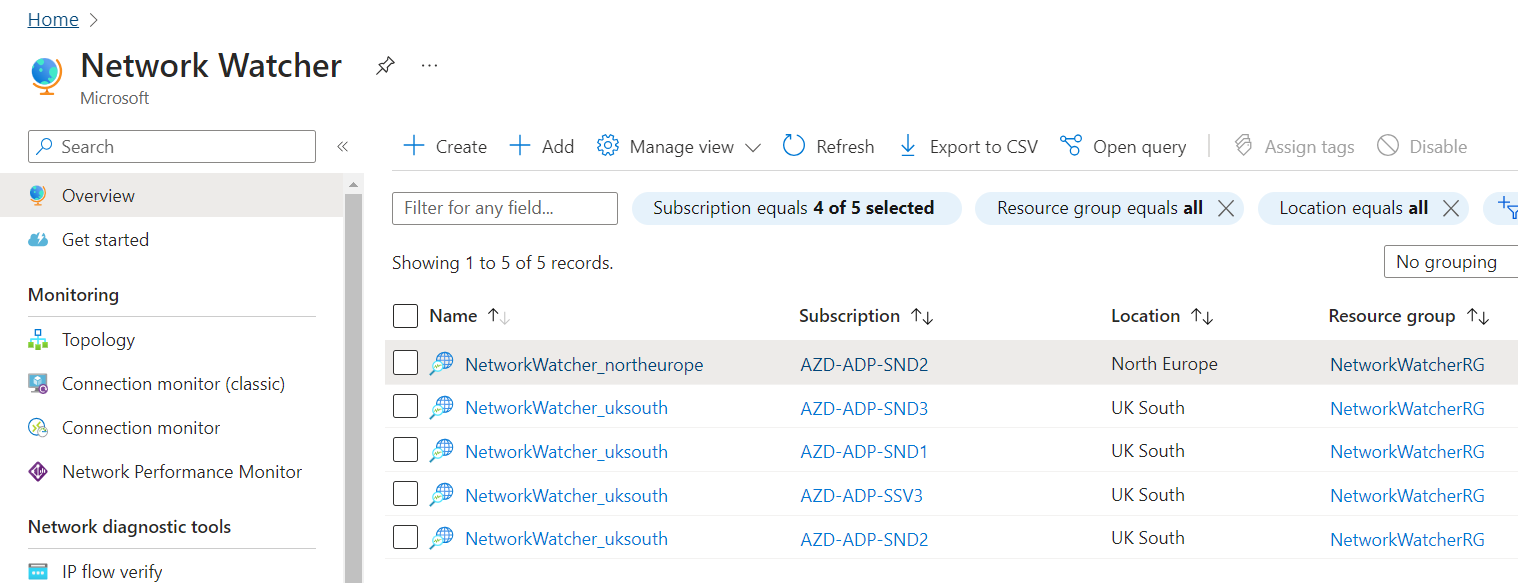 Home >
Network Watcher
...
Microsoft
Search
«
Overview
Get started
Monitoring
Topology
Connection monitor (classic)
Connection monitor
Network Performance Monitor
Network diagnostic tools
IP flow verify
+ Create + Add Manage view Refresh Export to CSV Open query Assign tags Disable
Filter for any field... Subscription equals 4 of 5 selected Resource group equals all Location equals all
Showing 1 to 5 of 5 records. No grouping
Name ↑↓ Subscription ↑↓ Location ↑↓ Resource group ↑↓
NetworkWatcher_northeurope AZD-ADP-SND2 North Europe NetworkWatcherRG
NetworkWatcher_uksouth AZD-ADP-SND3 UK South NetworkWatcherRG
NetworkWatcher_uksouth AZD-ADP-SND1 UK South NetworkWatcherRG
NetworkWatcher_uksouth AZD-ADP-SSV3 UK South NetworkWatcherRG
NetworkWatcher_uksouth AZD-ADP-SND2 UK South NetworkWatcherRG